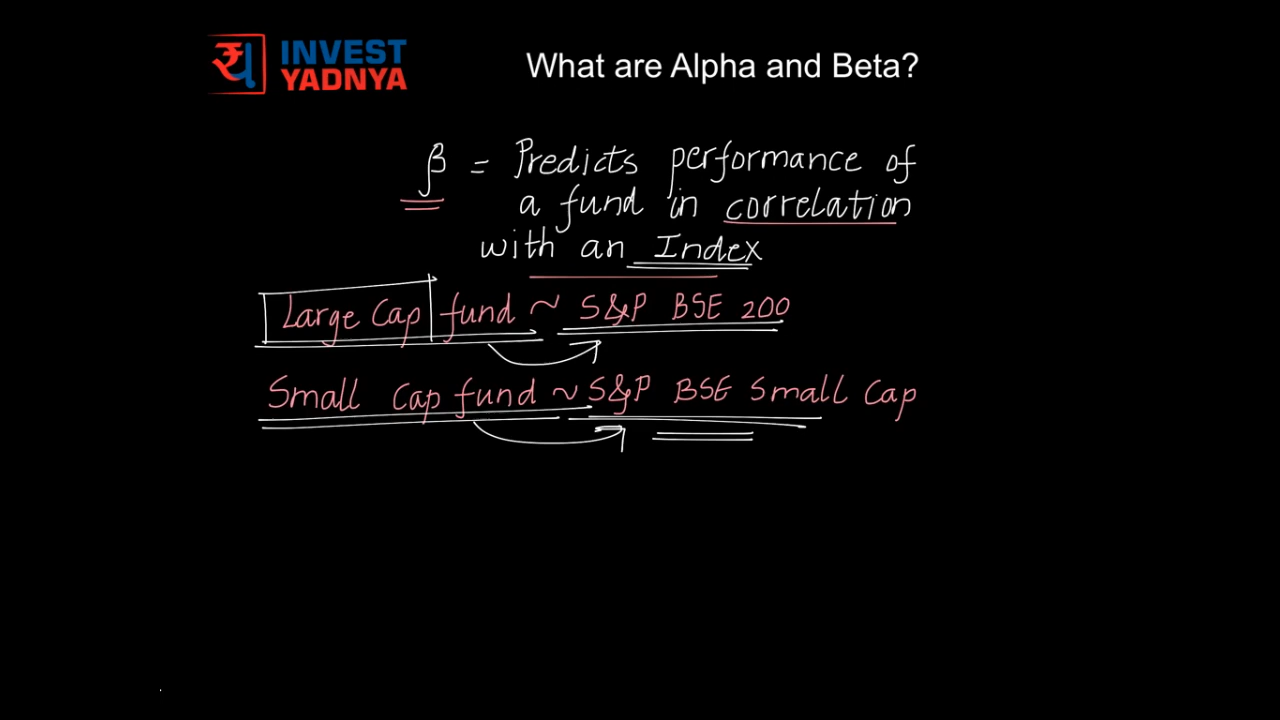 INVEST
YADNYA
What are Alpha and Beta?
β = Predicts performance of
a fund in correlation
with an Index
Large Cap fund ~ S&P BSE 200
Small Cap fund ~ S&P BSE Small Cap